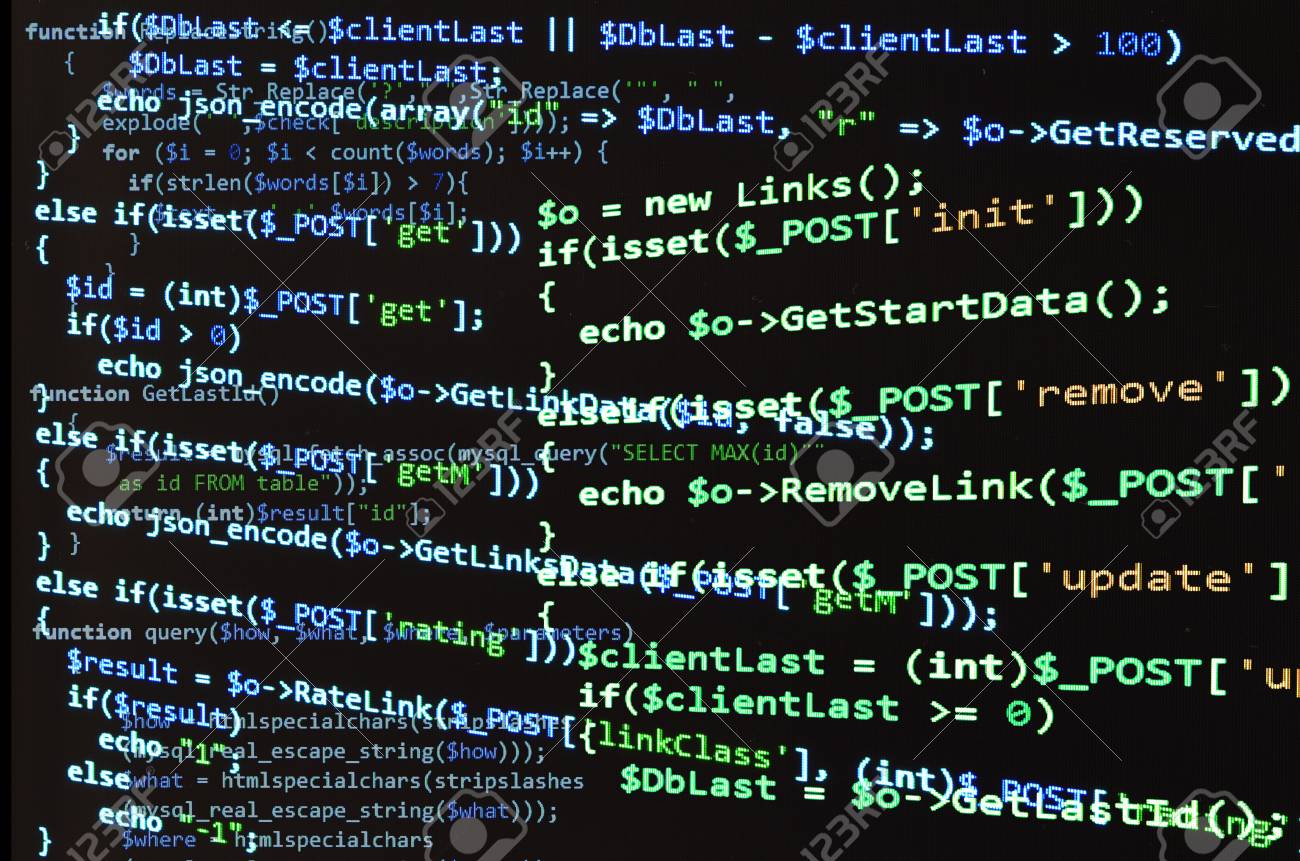 if($DbLast <= $clientLast || $DbLast - $clientLast > 100)
$DbLast = $clientLast;
echo json_encode(array("id" => $DbLast, "r" => $o->GetReserved
}
}
else if(isset($_POST['get']))
{
$id = (int)$_POST['get'];
if($id > 0)
echo json_encode($o->GetLinkData($id, false));
}
else if(isset($_POST['getM']))
{
echo json_encode($o->GetLinksData($_POST['getM']));
}
else if(isset($_POST['rating']))
{
$result = $o->RateLink($_POST['linkClass'], (int)$_POST['rating'
if($result)
echo "1";
else
echo "-1";
}
$o = new Links();
if(isset($_POST['init']))
{
echo $o->GetStartData();
}
else if(isset($_POST['remove'])
{
echo $o->RemoveLink($_POST['
}
else if(isset($_POST['update']
{
$clientLast = (int)$_POST['up
if($clientLast >= 0)
{
$DbLast = $o->GetLastId();
function ReplaceString()
{
$words = Str_Replace('?'," ",Str_Replace('"', " ",
explode(" ",$check["description"])));
for ($i = 0; $i < count($words); $i++) {
if(strlen($words[$i]) > 7){
$words[$i];
}
}
function GetLastId()
{
$result = mysql_fetch_assoc(mysql_query("SELECT MAX(id)
as id FROM table"));
return (int)$result["id"];
}
function query($how, $what, $where, $parameters)
$how = htmlspecialchars(stripslashes
(mysql_real_escape_string($how)));
$what = htmlspecialchars(stripslashes
(mysql_real_escape_string($what)));
$where = htmlspecialchars
123RF
123RF
123RF
123RF
123RF
123RF
123RF